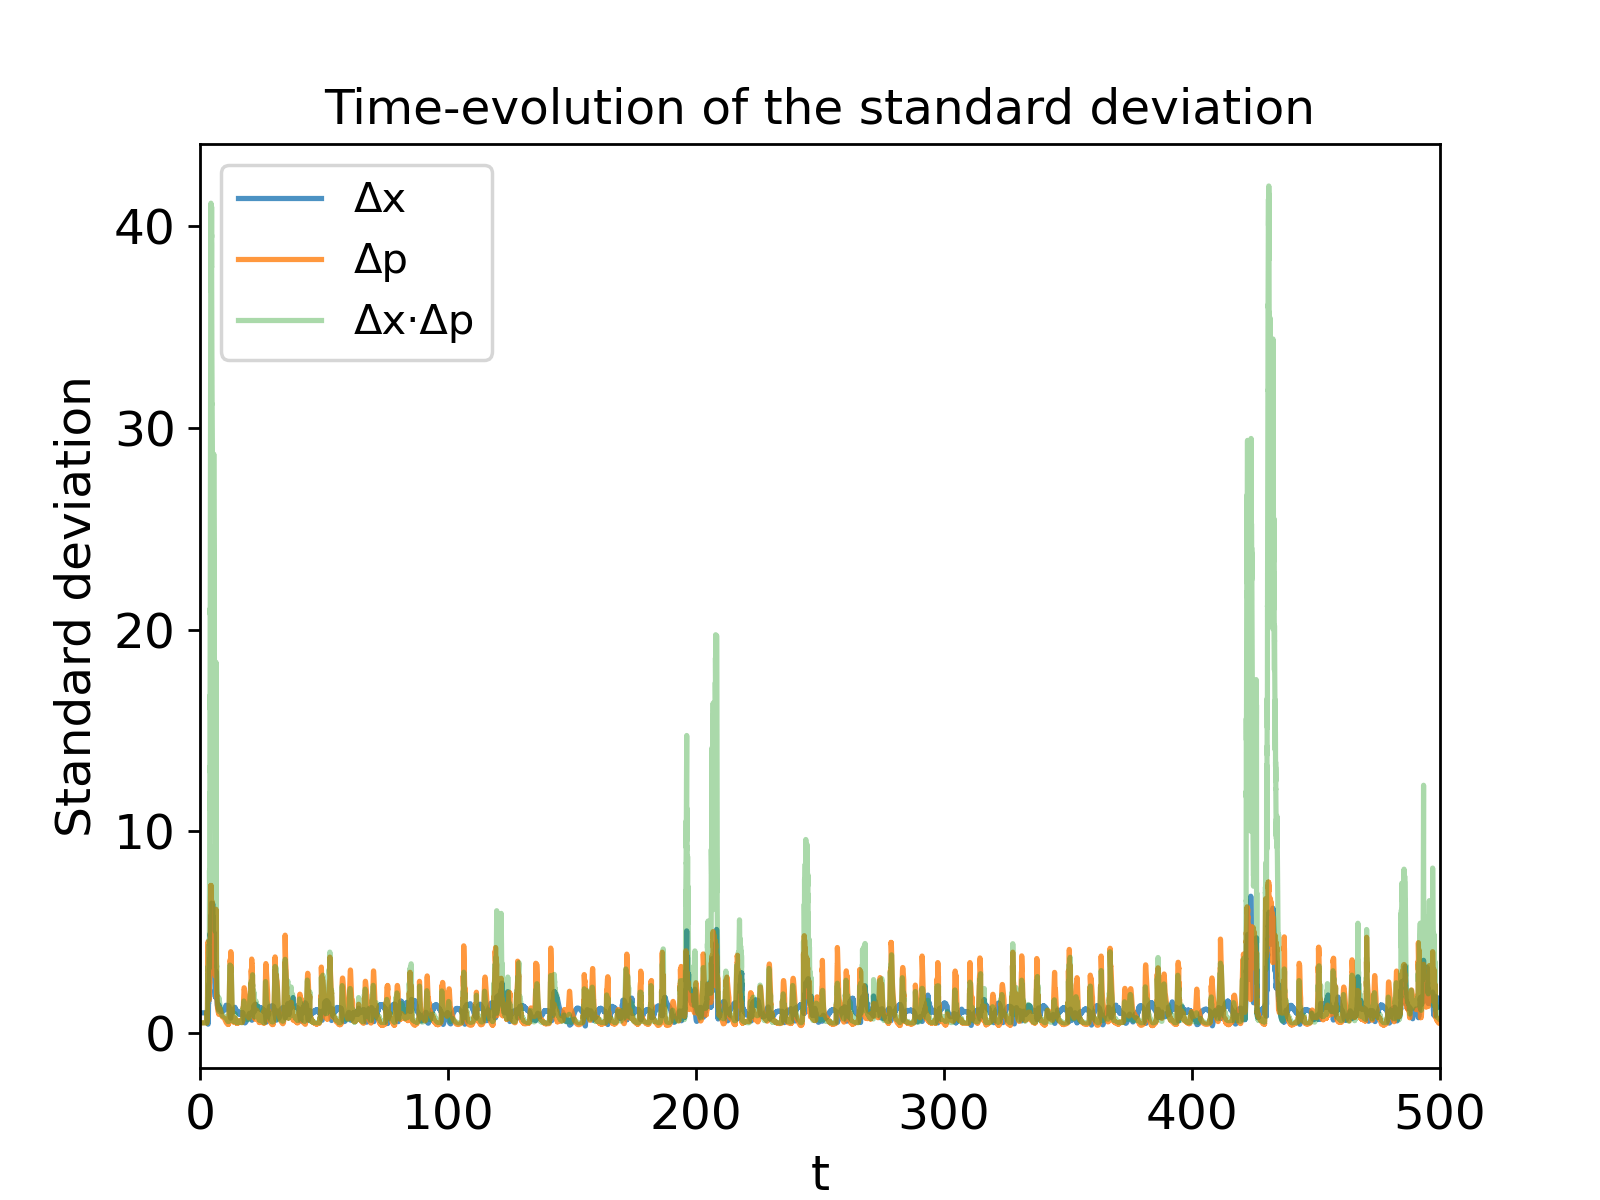 Time-evolution of the standard deviation
Δx
Δp
Δx·Δp
Standard deviation
40
30
20
10
0
0 100 200 300 400 500
t